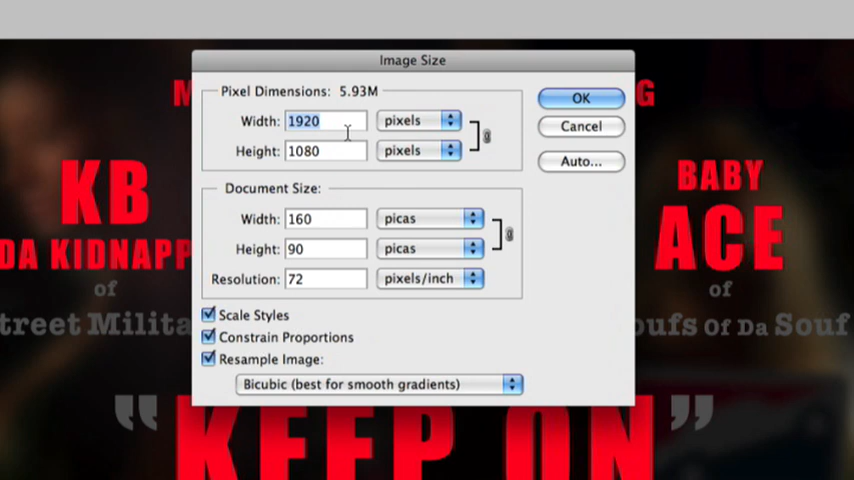 Image Size
Pixel Dimensions: 5.93M
Width: 1920 pixels
Height: 1080 pixels
Document Size:
Width: 160 picas
Height: 90 picas
Resolution: 72 pixels/inch
Scale Styles
Constrain Proportions
Resample Image:
Bicubic (best for smooth gradients)
OK
Cancel
Auto...
M
G
KB
DA KIDNAPP
of
treet Milita
BABY
ACE
of
oufs Of Da Souf
“KEEP ON”